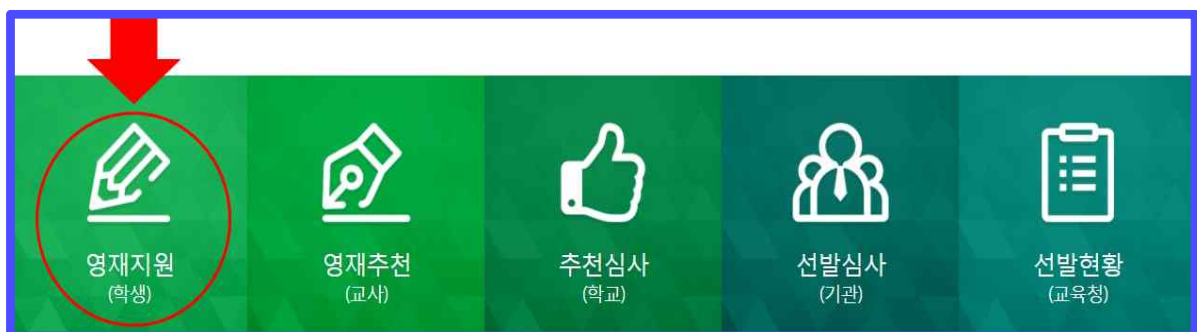 영재지원
(학생)
영재추천
(교사)
추천심사
(학교)
선발심사
(기관)
선발현황
(교육청)